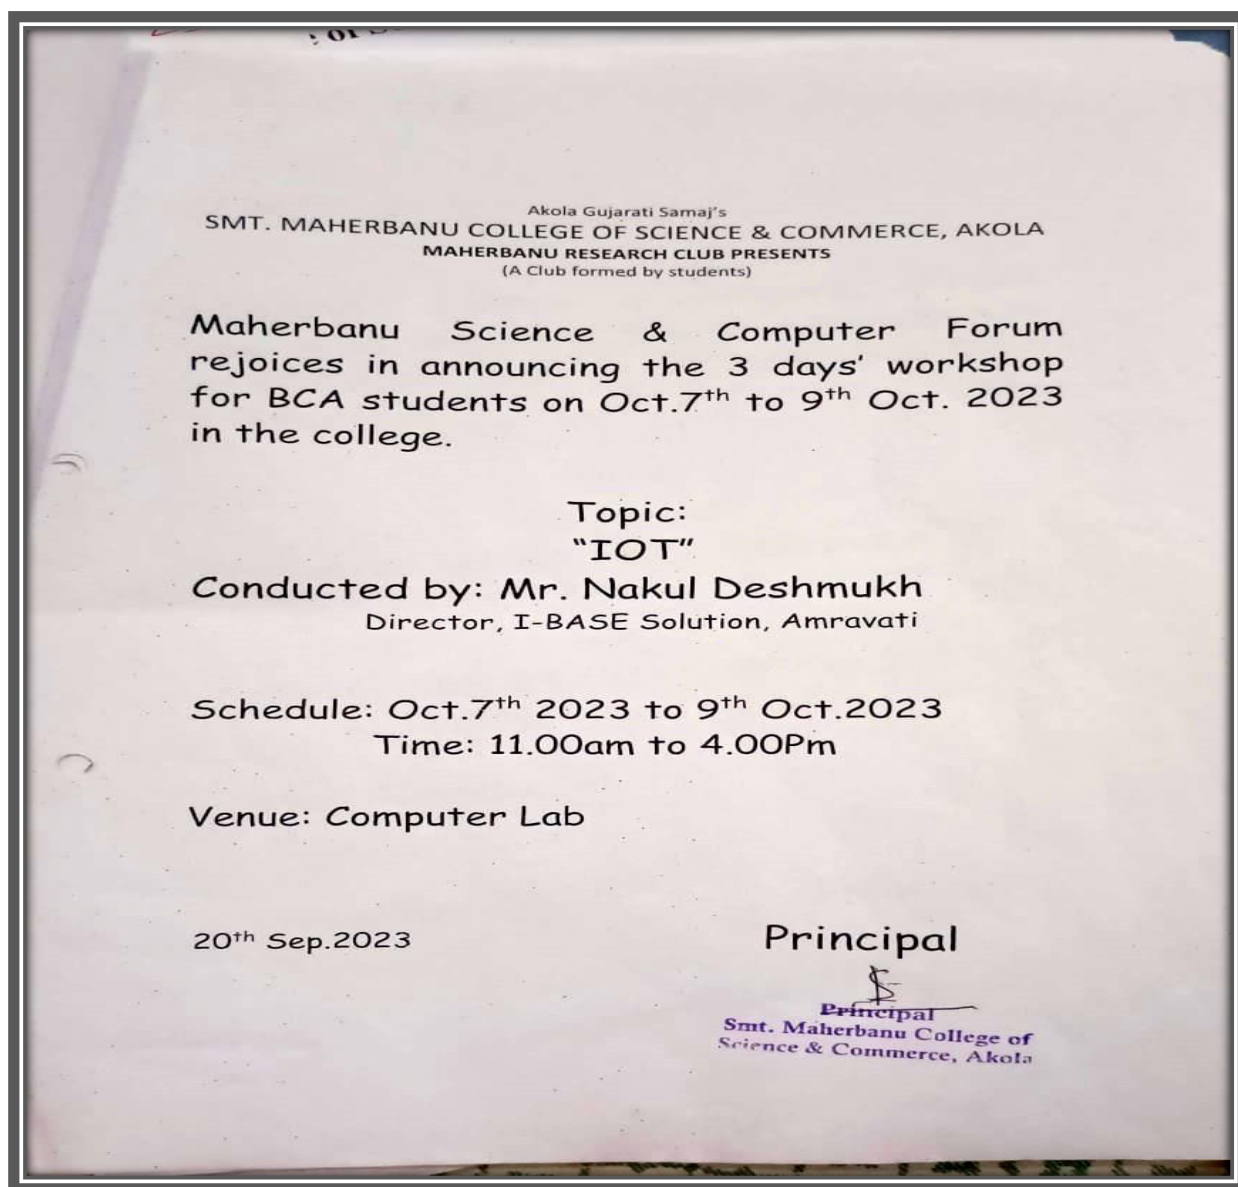 Akola Gujarati Samaj's
SMT. MAHERBANU COLLEGE OF SCIENCE & COMMERCE, AKOLA
MAHERBANU RESEARCH CLUB PRESENTS
(A Club formed by students)
Maherbanu Science & Computer Forum
rejoices in announcing the 3 days' workshop
for BCA students on Oct.7th to 9th Oct. 2023
in the college.
Topic:
"IOT"
Conducted by: Mr. Nakul Deshmukh
Director, I-BASE Solution, Amravati
Schedule: Oct.7th 2023 to 9th Oct.2023
Time: 11.00am to 4.00Pm
Venue: Computer Lab
20th Sep.2023
Principal
Principal
Smt. Maherbanu College of
Science & Commerce, Akola